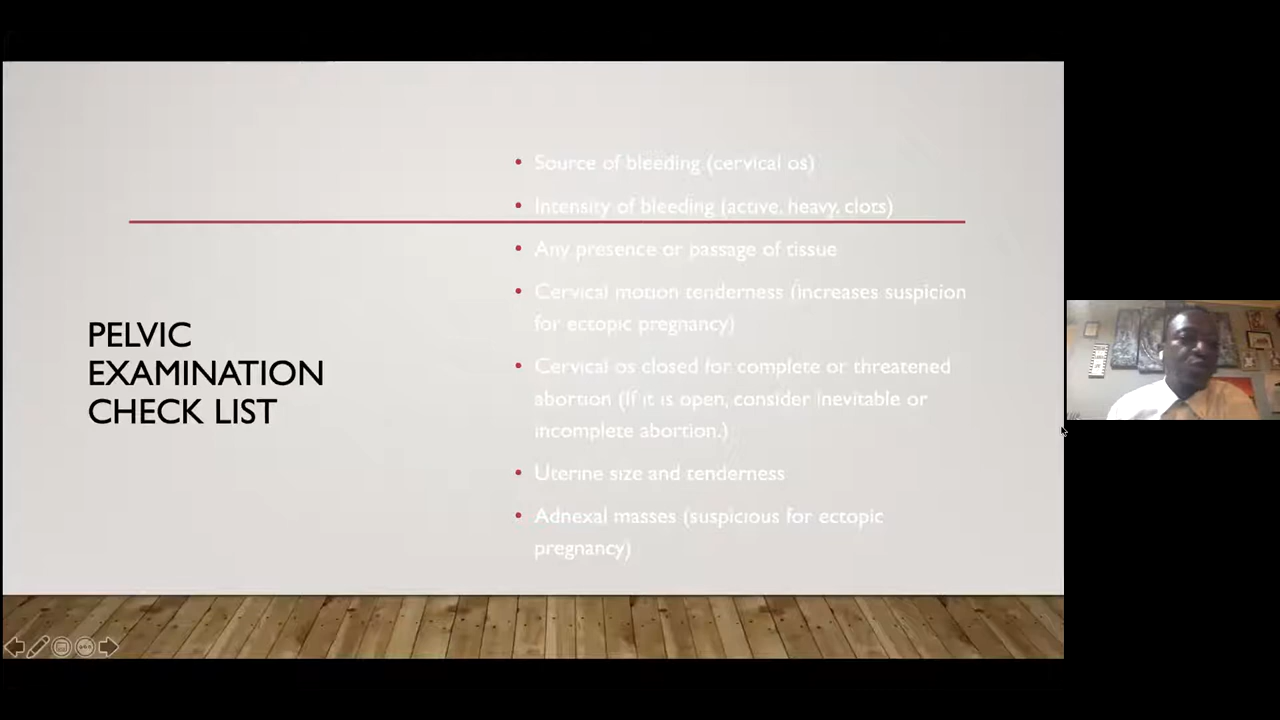 PELVIC
EXAMINATION
CHECK LIST
• Source of bleeding (cervical os)
• Intensity of bleeding (active, heavy, clots)
• Any presence or passage of tissue
• Cervical motion tenderness (increases suspicion
for ectopic pregnancy)
• Cervical os closed for complete or threatened
abortion (If it is open, consider Inevitable or
incomplete abortion.)
• Uterine size and tenderness
• Adnexal masses (suspicious for ectopic
pregnancy)